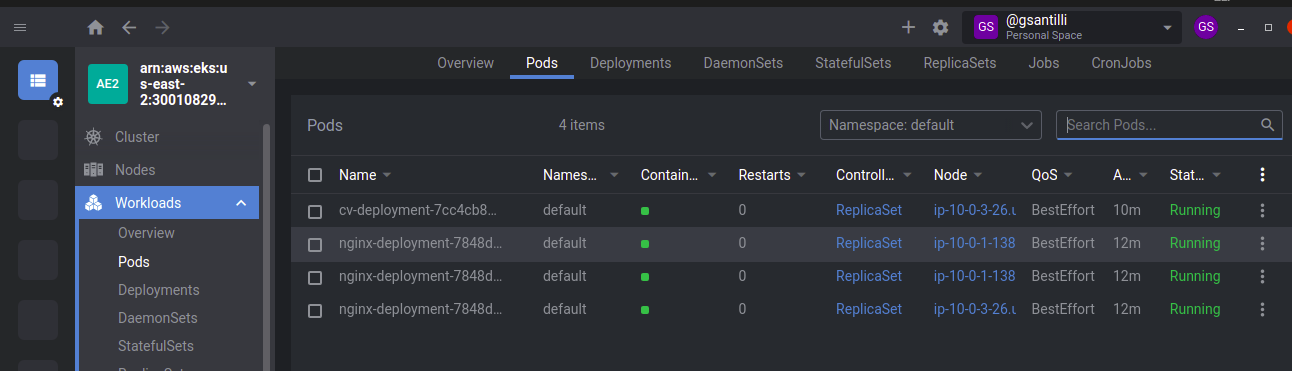 @gsantilli
GS
Personal Space
GS
AE2
arn:aws:eks:u
s-east-
2:30010829...
Cluster
Nodes
Workloads
Overview
Pods
Deployments
DaemonSets
StatefulSets
Overview Pods Deployments DaemonSets StatefulSets ReplicaSets Jobs CronJobs
Pods 4 items Namespace: default Search Pods...
Name Names... Contain... Restarts Controll... Node QoS A... Stat...
cv-deployment-7cc4cb8... default 0 ReplicaSet ip-10-0-3-26.u BestEffort 10m Running
nginx-deployment-7848d... default 0 ReplicaSet ip-10-0-1-138 BestEffort 12m Running
nginx-deployment-7848d... default 0 ReplicaSet ip-10-0-1-138 BestEffort 12m Running
nginx-deployment-7848d... default 0 ReplicaSet ip-10-0-3-26.u BestEffort 12m Running